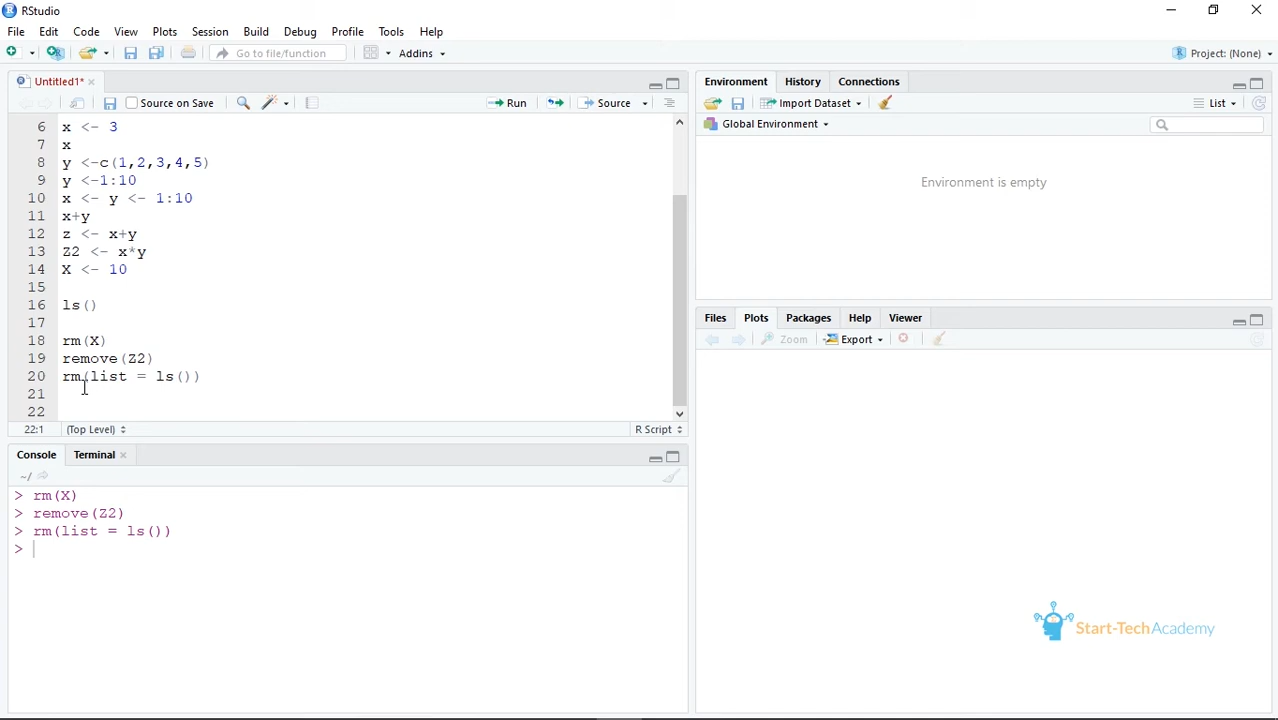 RStudio
File Edit Code View Plots Session Build Debug Profile Tools Help
Go to file/function Addins Project: (None)
Untitled1*
Source on Save Run Source
6 x <- 3
7 x
8 y <-c(1,2,3,4,5)
9 y <-1:10
10 x <- y <- 1:10
11 x+y
12 z <- x+y
13 Z2 <- x*y
14 X <- 10
15
16 ls()
17
18 rm(X)
19 remove(Z2)
20 rm(list = ls())
21
22
22:1 (Top Level) R Script
Console Terminal
~/
> rm(X)
> remove(Z2)
> rm(list = ls())
>
Environment History Connections
Import Dataset List
Global Environment
Environment is empty
Files Plots Packages Help Viewer
Zoom Export
Start-TechAcademy